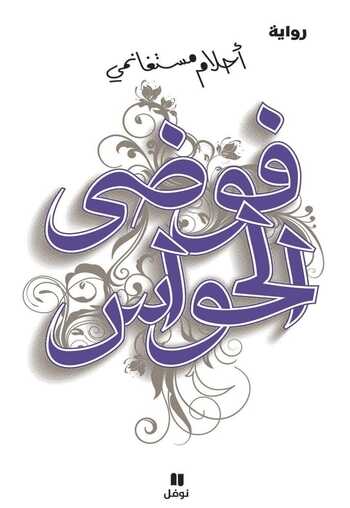 رواية
أحلام مستغانمي
فوضى
الحواس
نوفل